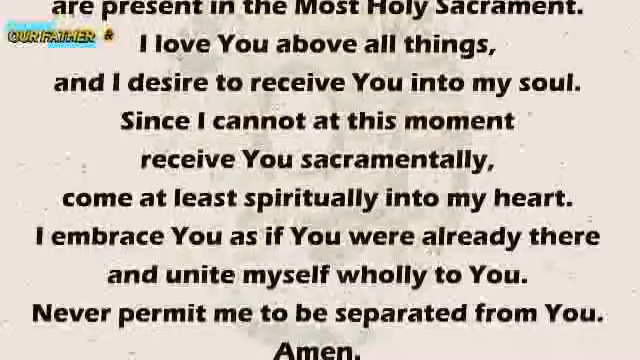 are present in the Most Holy Sacrament.
OUR FATHER &
I love You above all things,
and I desire to receive You into my soul.
Since I cannot at this moment
receive You sacramentally,
come at least spiritually into my heart.
I embrace You as if You were already there
and unite myself wholly to You.
Never permit me to be separated from You.
Amen.